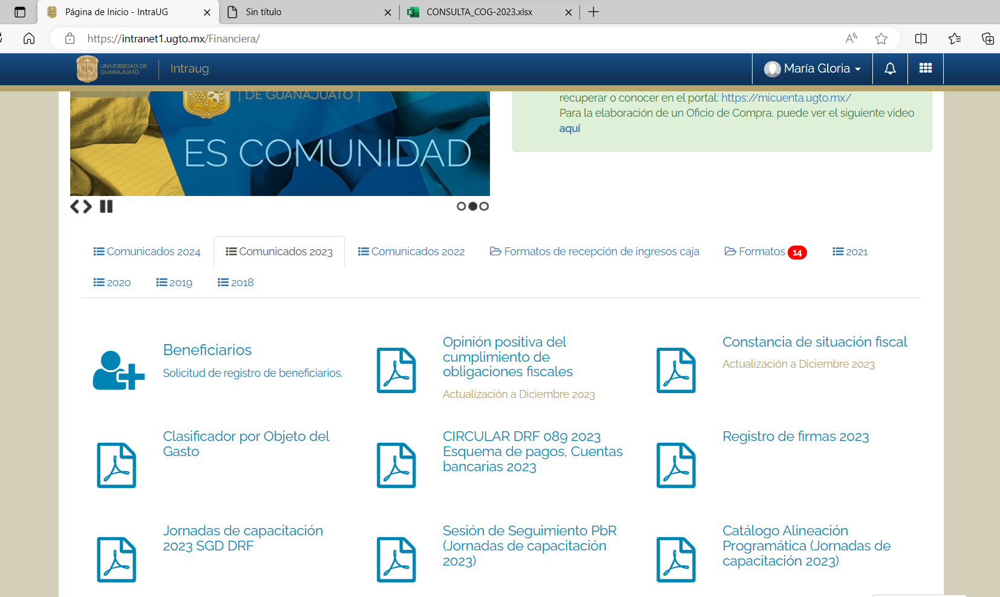 Página de Inicio - IntraUG
Sin título
CONSULTA_COG-2023.xlsx
https://intranet1.ugto.mx/Financiera/
UNIVERSIDAD DE
GUANAJUATO
Intraug
María Gloria
DE GUANAJUATO
ES COMUNIDAD
recuperar o conocer en el portal: https://micuenta.ugto.mx/
Para la elaboración de un Oficio de Compra, puede ver el siguiente video
aquí
Comunicados 2024
Comunicados 2023
Comunicados 2022
Formatos de recepción de ingresos caja
Formatos 14
2021
2020
2019
2018
Beneficiarios
Solicitud de registro de beneficiarios.
Opinión positiva del
cumplimiento de
obligaciones fiscales
Actualización a Diciembre 2023
Constancia de situación fiscal
Actualización a Diciembre 2023
Clasificador por Objeto del
Gasto
CIRCULAR DRF 089 2023
Esquema de pagos, Cuentas
bancarias 2023
Registro de firmas 2023
Jornadas de capacitación
2023 SGD DRF
Sesión de Seguimiento PbR
(Jornadas de capacitación
2023)
Catálogo Alineación
Programática (Jornadas de
capacitación 2023)